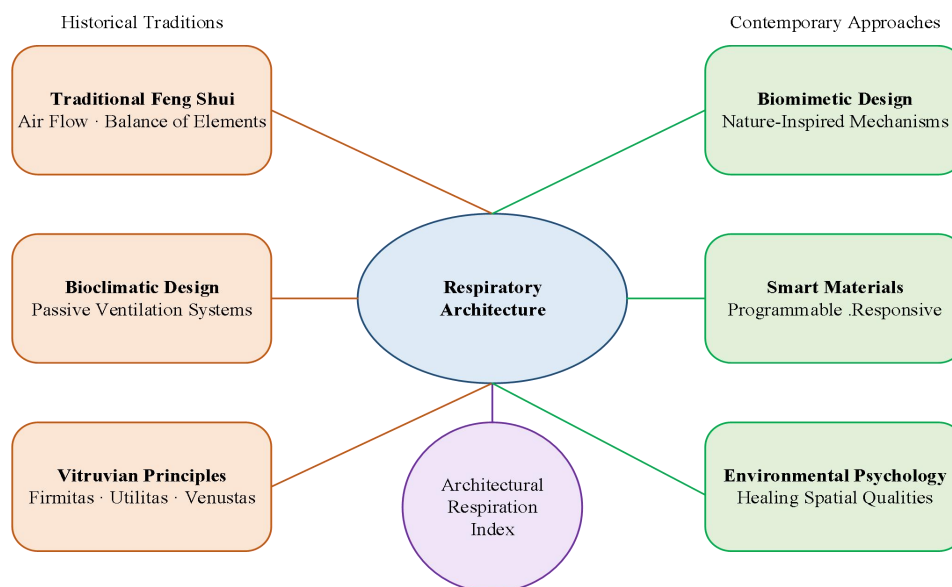 Historical Traditions
Contemporary Approaches
Traditional Feng Shui
Air Flow · Balance of Elements
Biomimetic Design
Nature-Inspired Mechanisms
Bioclimatic Design
Passive Ventilation Systems
Respiratory
Architecture
Smart Materials
Programmable .Responsive
Vitruvian Principles
Firmitas · Utilitas · Venustas
Architectural
Respiration
Index
Environmental Psychology
Healing Spatial Qualities